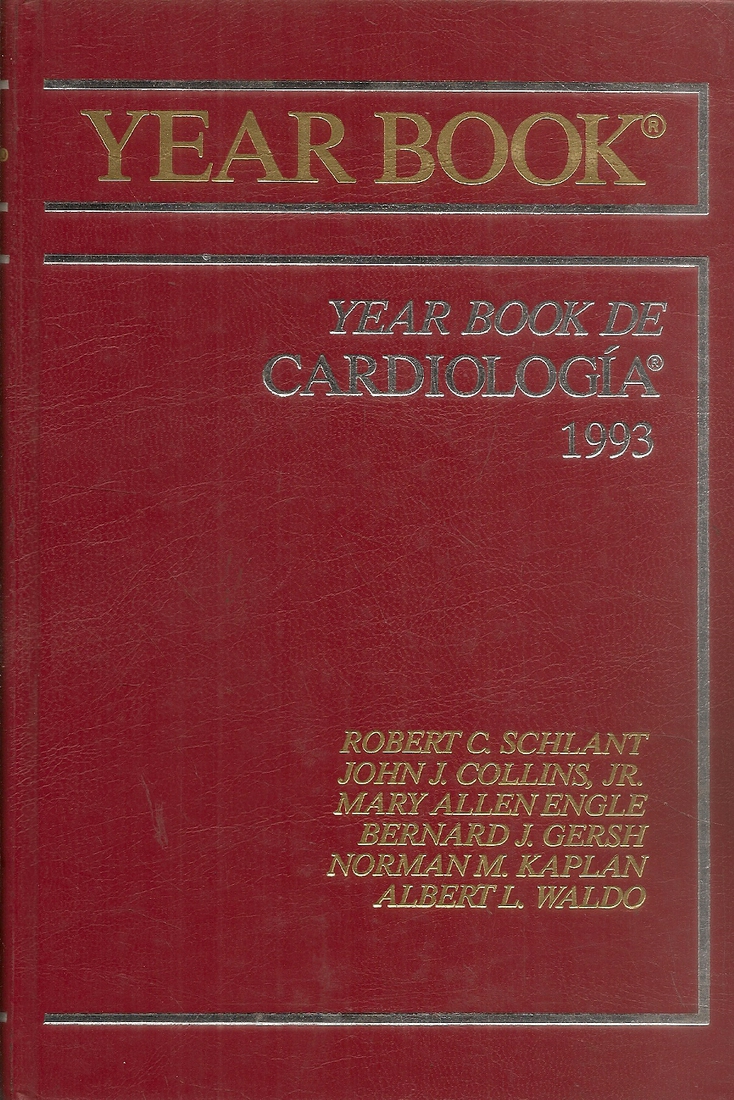 YEAR BOOK®
YEAR BOOK DE
CARDIOLOGÍA®
1993
ROBERT C. SCHLANT
JOHN J. COLLINS, JR.
MARY ALLEN ENGLE
BERNARD J. GERSH
NORMAN M. KAPLAN
ALBERT L. WALDO